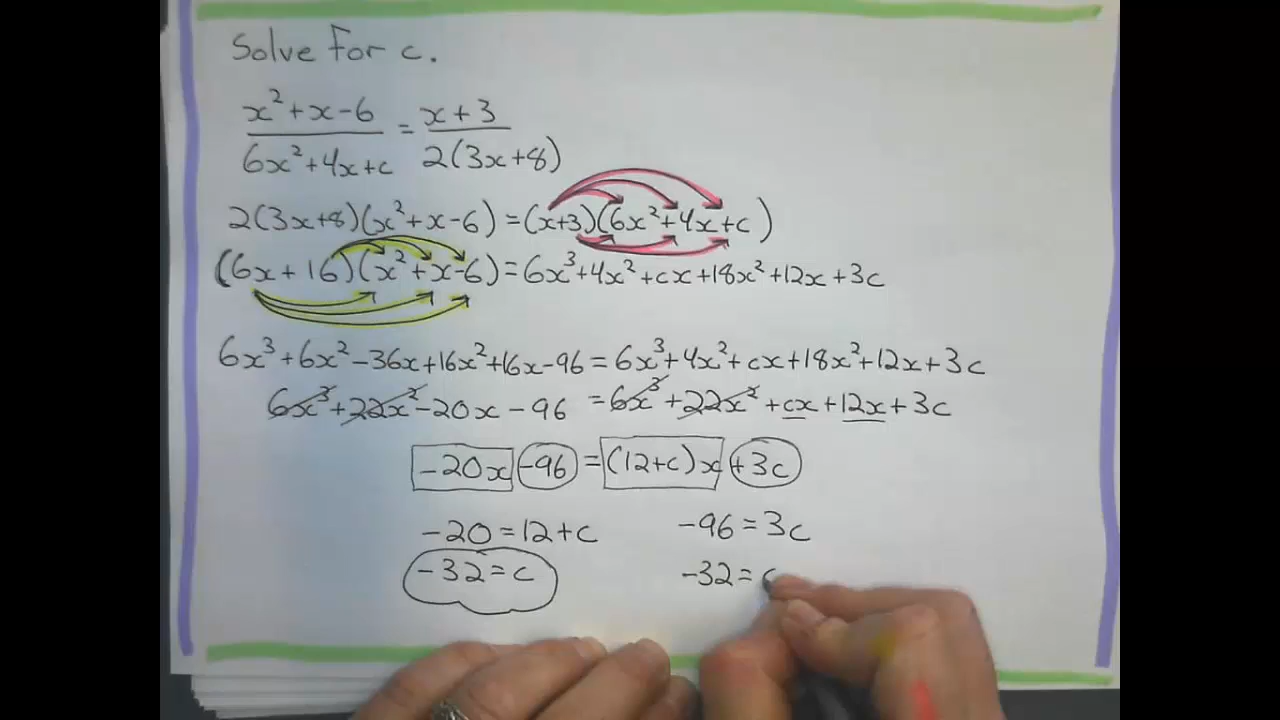 Solve for c.
x²+x-6 / 6x²+4x+c = x+3 / 2(3x+8)
2(3x+8)(x²+x-6)=(x+3)(6x²+4x+c)
(6x+16)(x²+x-6)=6x³+4x²+cx+18x²+12x+3c
6x³+6x²-36x+16x²+16x-96=6x³+4x²+cx+18x²+12x+3c
6x³+22x²-20x-96=6x³+22x²+cx+12x+3c
-20x-96=(12+c)x+3c
-20=12+c
-32=c
-96=3c
-32=c